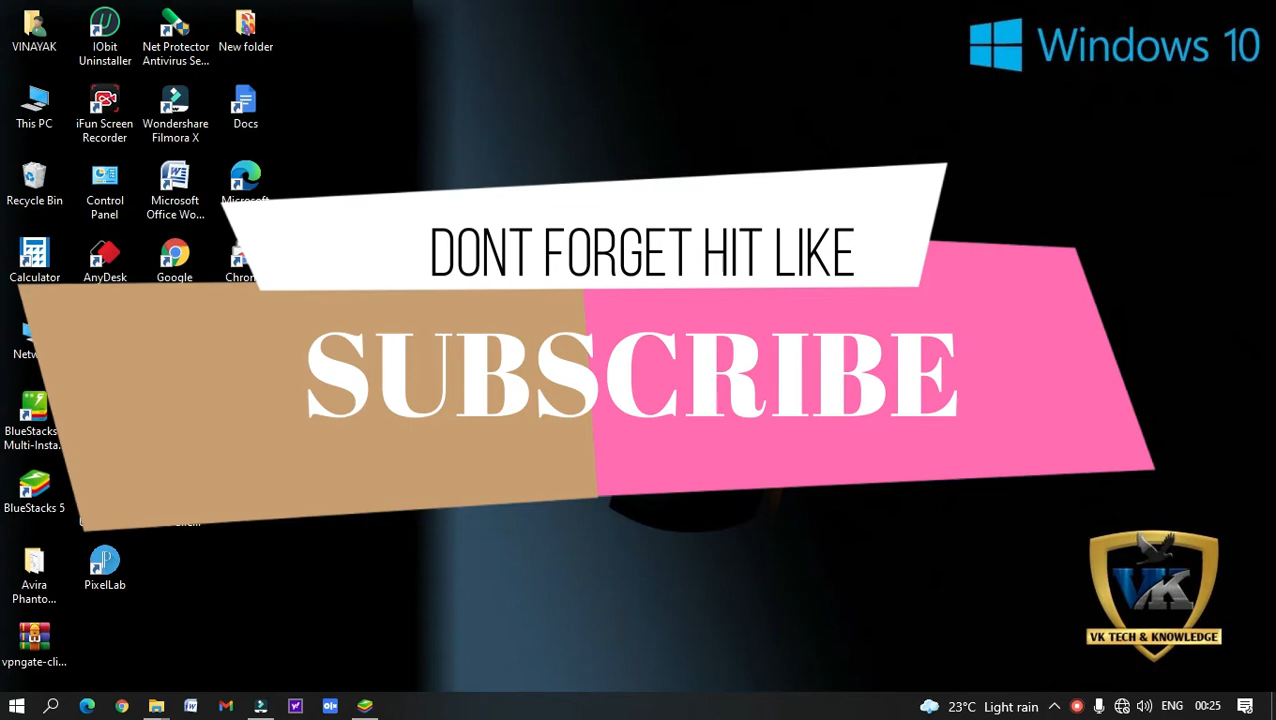 VINAYAK
IObit
Uninstaller
Net Protector
Antivirus Se...
New folder
This PC
iFun Screen
Recorder
Wondershare
Filmora X
Docs
Recycle Bin
Control
Panel
Microsoft
Office Wo...
Calculator
AnyDesk
Google
BlueStacks
Multi-Insta...
BlueStacks 5
Avira
Phanto...
PixelLab
vpngate-cli...
Windows 10
DONT FORGET HIT LIKE
SUBSCRIBE
VK
VK TECH & KNOWLEDGE
23°C Light rain
ENG
00:25